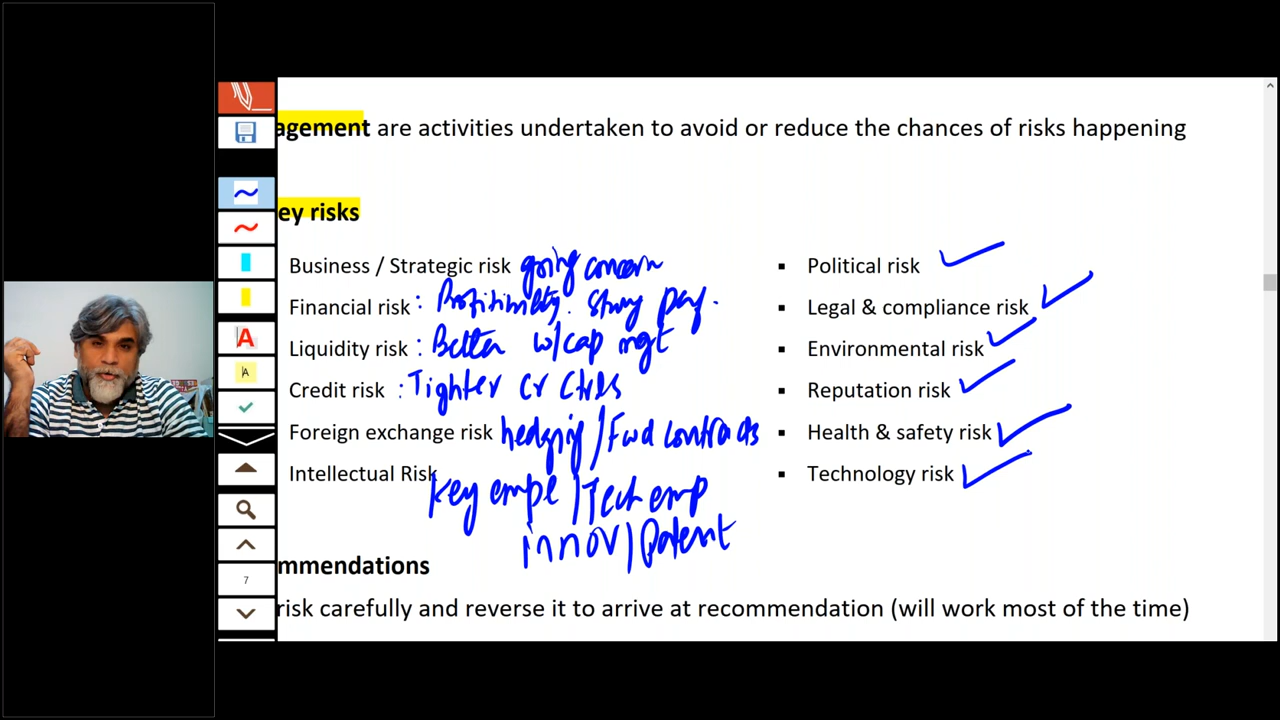 agement are activities undertaken to avoid or reduce the chances of risks happening
ey risks
Business / Strategic risk going concern
Financial risk : Profitability. Strong
Liquidity risk : Better w/cap mgt
Credit risk : Tighter Cr Ctrls
Foreign exchange risk hedging / Fwd contracts
Intellectual Risk
key emple / Tech emp
innov / Patent
▪ Political risk
▪ Legal & compliance risk
▪ Environmental risk
▪ Reputation risk
▪ Health & safety risk
▪ Technology risk
mmendations
risk carefully and reverse it to arrive at recommendation (will work most of the time)
A
A
7